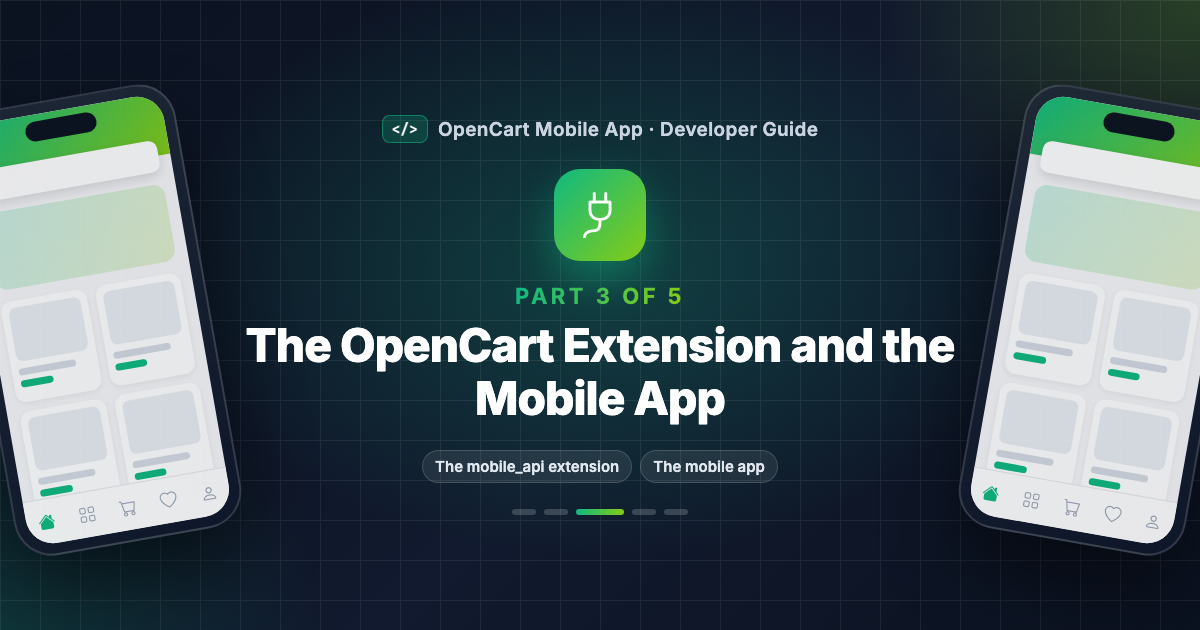 </> OpenCart Mobile App · Developer Guide
PART 3 OF 5
The OpenCart Extension and the
Mobile App
The mobile_api extension The mobile app